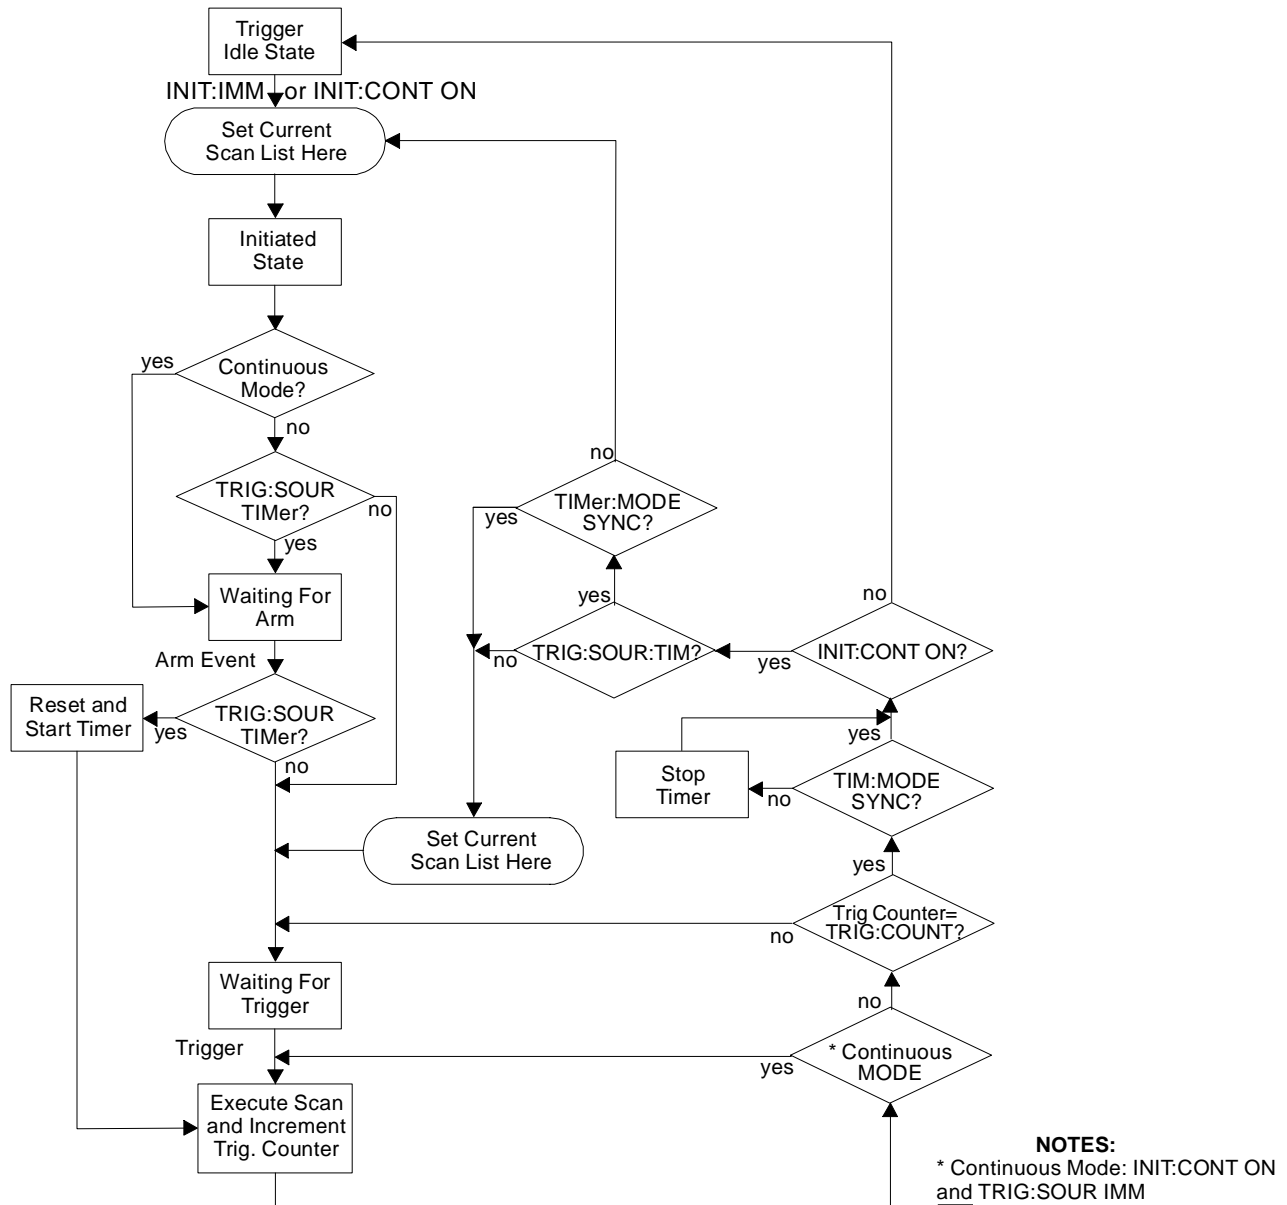 Trigger
Idle State
INIT:IMM or INIT:CONT ON
Set Current
Scan List Here
Initiated
State
yes
Continuous
Mode?
no
TRIG:SOUR
TIMer?
no
yes
Waiting For
Arm
Arm Event
Reset and
Start Timer
yes
TRIG:SOUR
TIMer?
no
no
TIMer:MODE
SYNC?
yes
yes
TRIG:SOUR:TIM?
no
no
INIT:CONT ON?
yes
yes
Stop
Timer
no
TIM:MODE
SYNC?
Set Current
Scan List Here
yes
Trig Counter=
TRIG:COUNT?
no
Waiting For
Trigger
no
Trigger
* Continuous
MODE
yes
Execute Scan
and Increment
Trig. Counter
NOTES:
* Continuous Mode: INIT:CONT ON
and TRIG:SOUR IMM